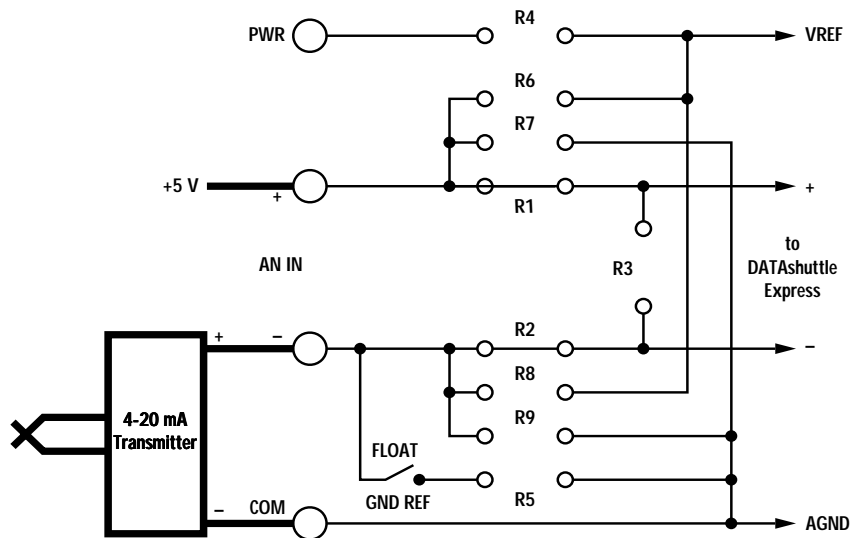 PWR
R4
VREF
R6
R7
+5 V
+
R1
+
AN IN
R3
to
DATAshuttle
Express
+
−
R2
−
R8
4-20 mA
Transmitter
R9
FLOAT
GND REF
R5
−
COM
AGND